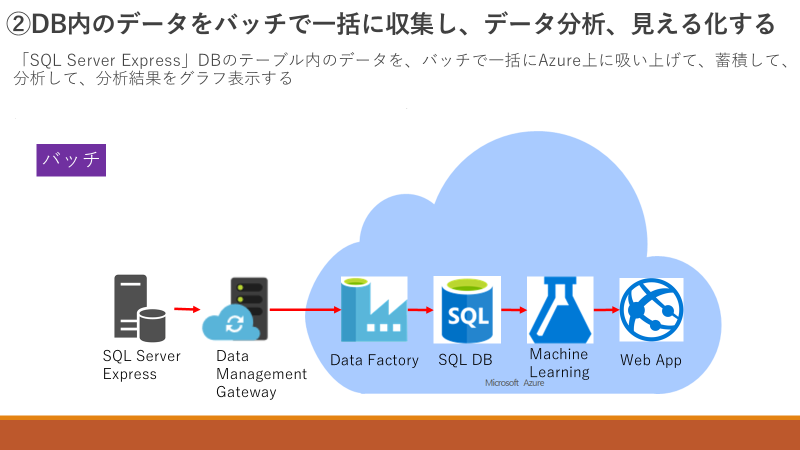 ②DB内のデータをバッチで一括に収集し、データ分析、見える化する
「SQL Server Express」DBのテーブル内のデータを、バッチで一括にAzure上に吸い上げて、蓄積して、
分析して、分析結果をグラフ表示する
バッチ
SQL
SQL Server
Express
Data
Management
Gateway
Data Factory
SQL DB
Machine
Learning
Web App
Microsoft Azure